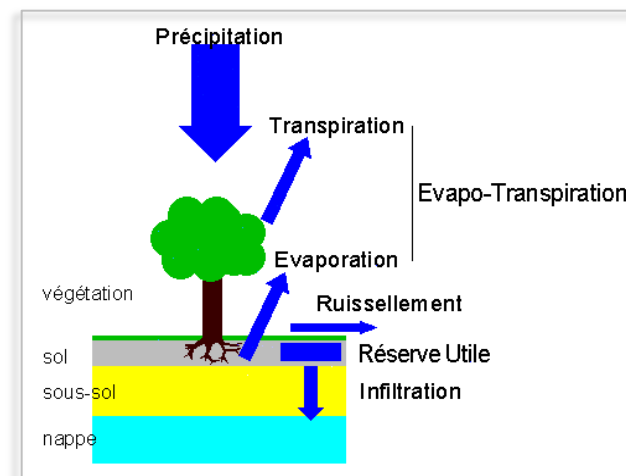 Précipitation
Transpiration
Evapo-Transpiration
Evaporation
végétation
Ruissellement
sol
Réserve Utile
sous-sol
Infiltration
nappe